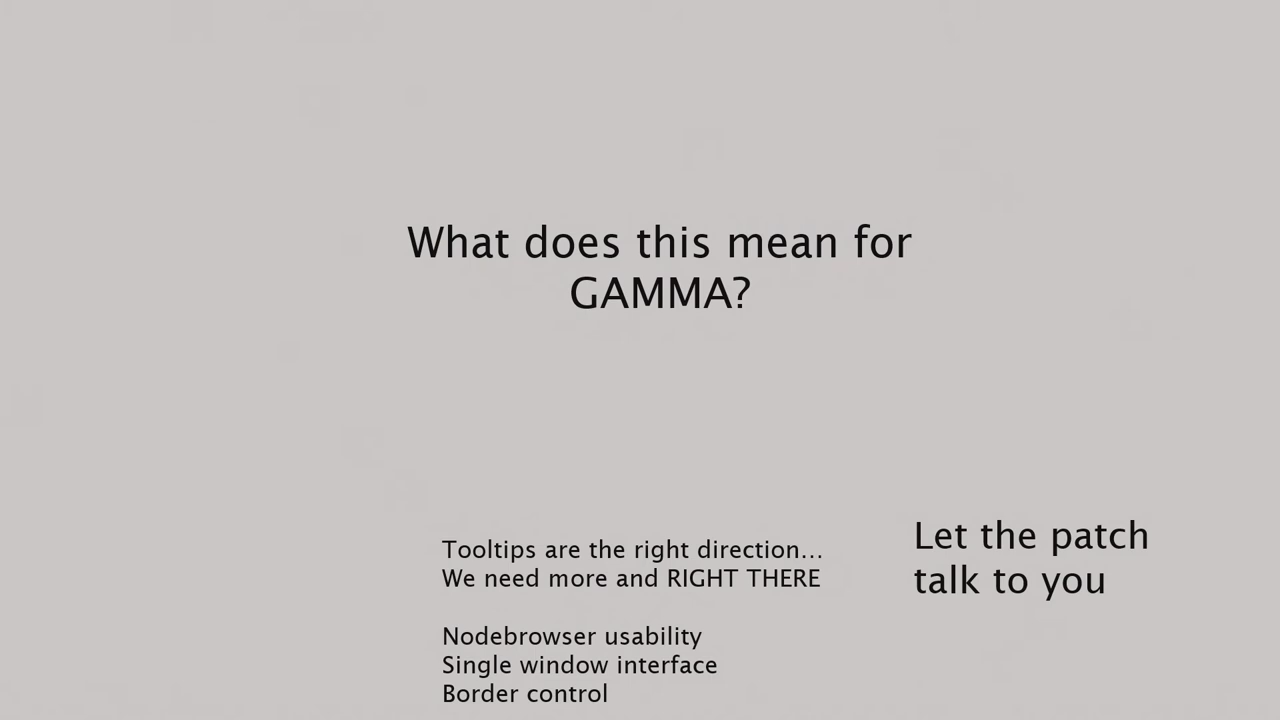 What does this mean for
GAMMA?
Tooltips are the right direction...
We need more and RIGHT THERE
Nodebrowser usability
Single window interface
Border control
Let the patch
talk to you